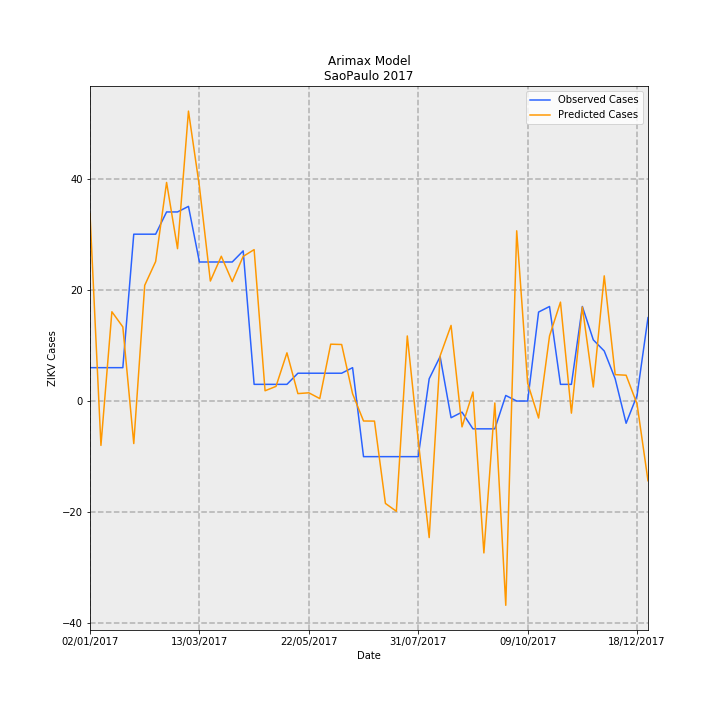 Arimax Model
SaoPaulo 2017
Observed Cases
Predicted Cases
ZIKV Cases
40
20
0
−20
−40
02/01/2017 13/03/2017 22/05/2017 31/07/2017 09/10/2017 18/12/2017
Date